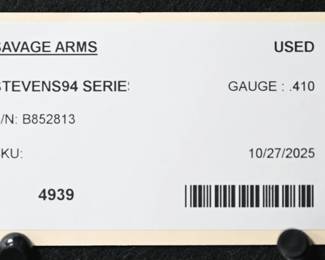 SAVAGE ARMS USED
STEVENS94 SERIES GAUGE : .410
/N: B852813
KU: 10/27/2025
4939